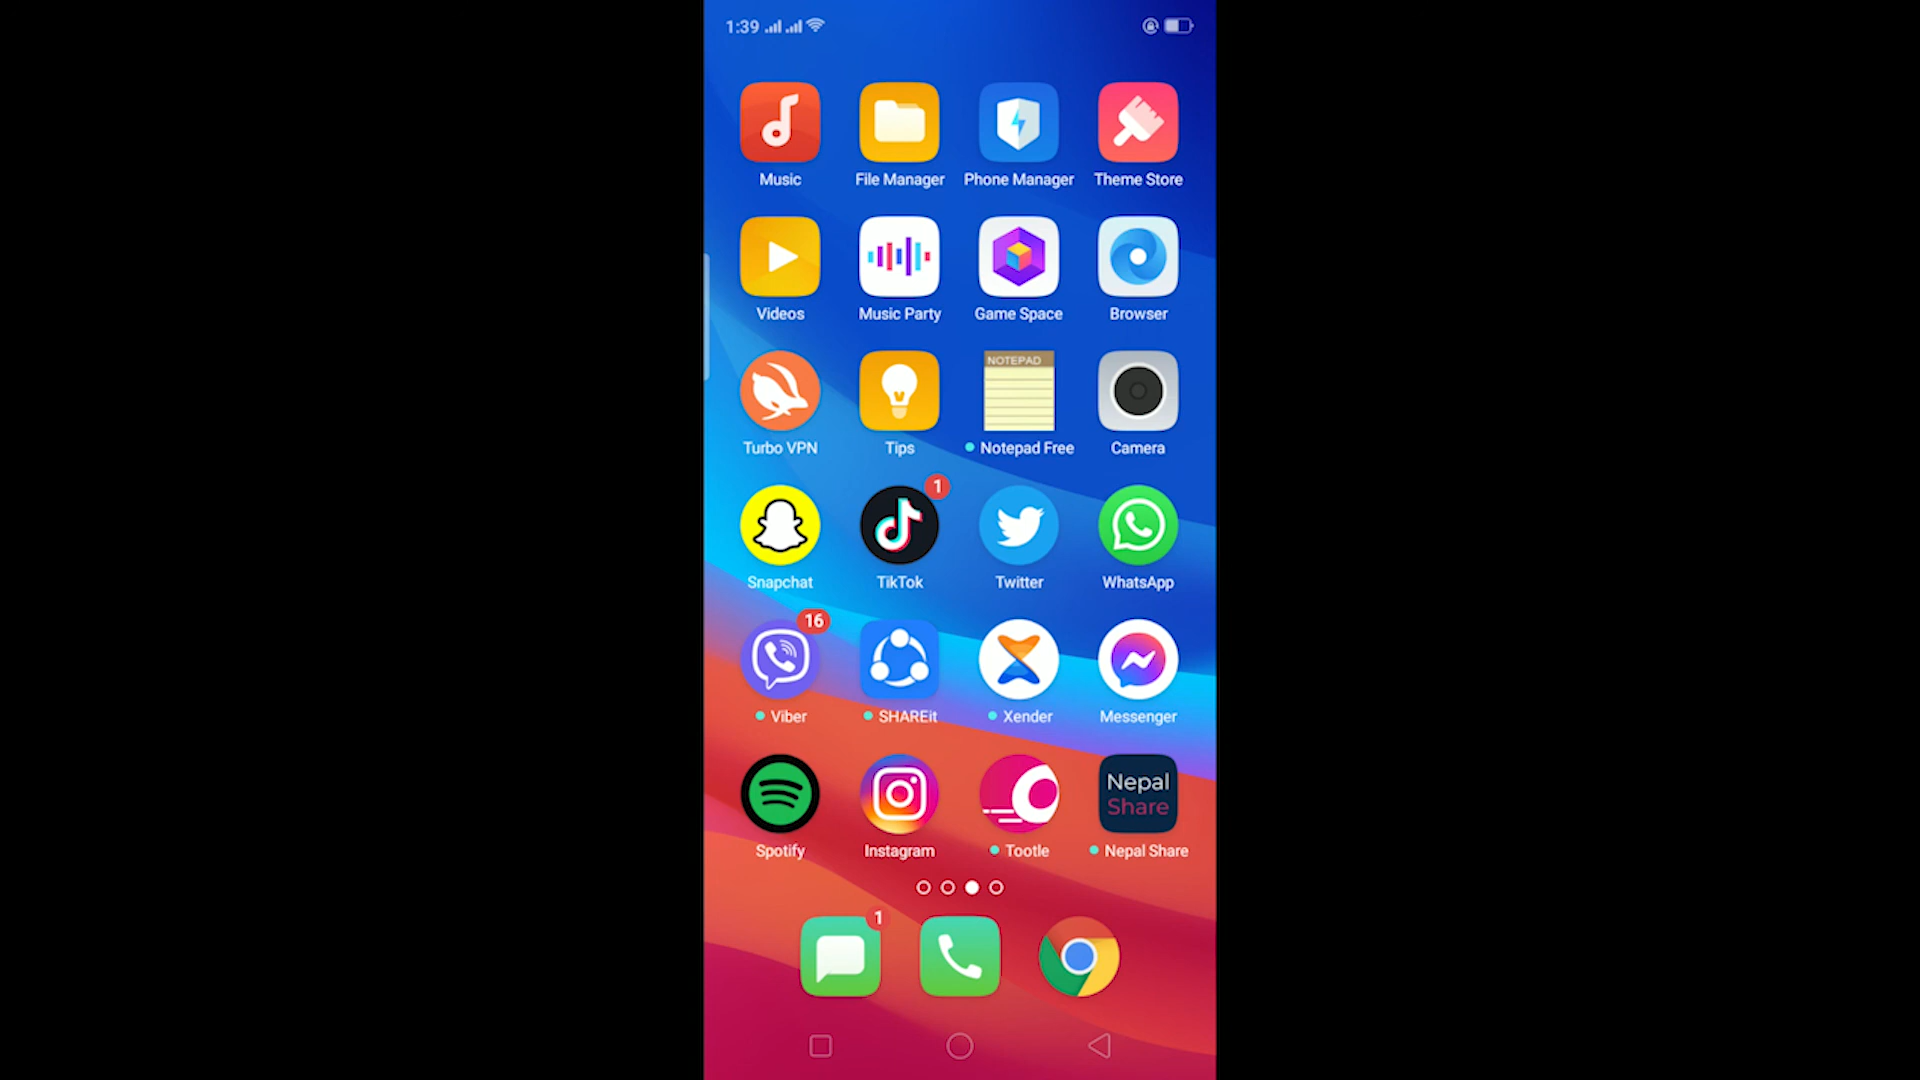 1:39
Music File Manager Phone Manager Theme Store
Videos Music Party Game Space Browser
NOTEPAD
Turbo VPN Tips Notepad Free Camera
1
Snapchat TikTok Twitter WhatsApp
16
Viber SHAREit Xender Messenger
Nepal
Share
Spotify Instagram Tootle Nepal Share
1